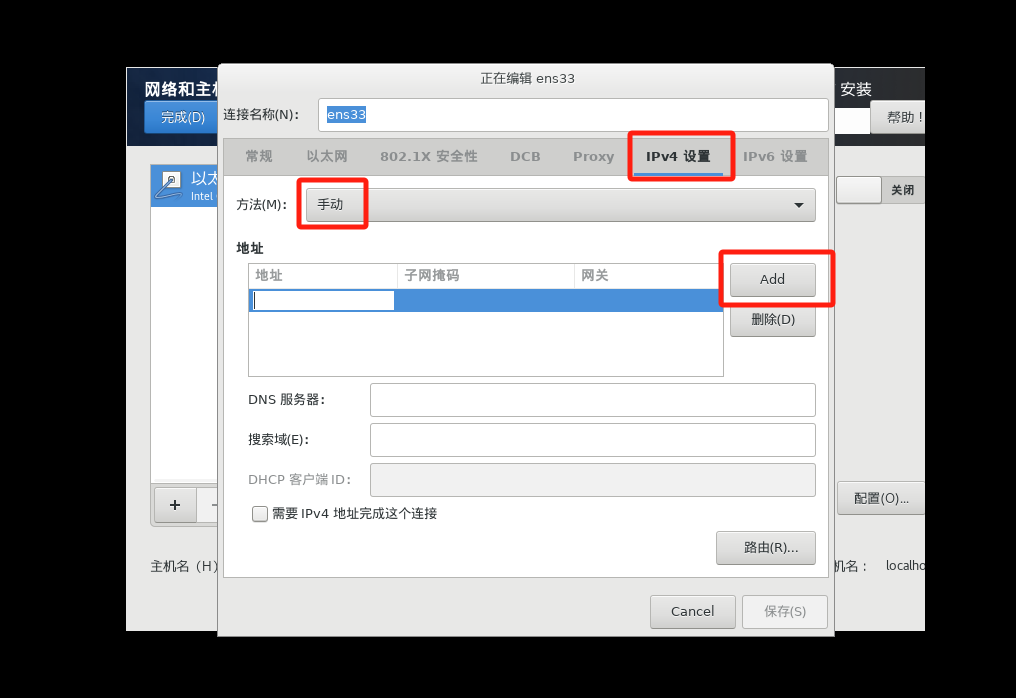 正在编辑 ens33
网络和主机
安装
完成(D)
帮助！
连接名称(N)：
ens33
常规 以太网 802.1X 安全性 DCB Proxy IPv4 设置 IPv6 设置
以太
Intel
关闭
方法(M)：
手动
地址
地址 子网掩码 网关
Add
删除(D)
DNS 服务器：
搜索域(E)：
DHCP 客户端 ID：
+ −
配置(O)...
需要 IPv4 地址完成这个连接
路由(R)...
主机名（H）
机名： localho
Cancel 保存(S)